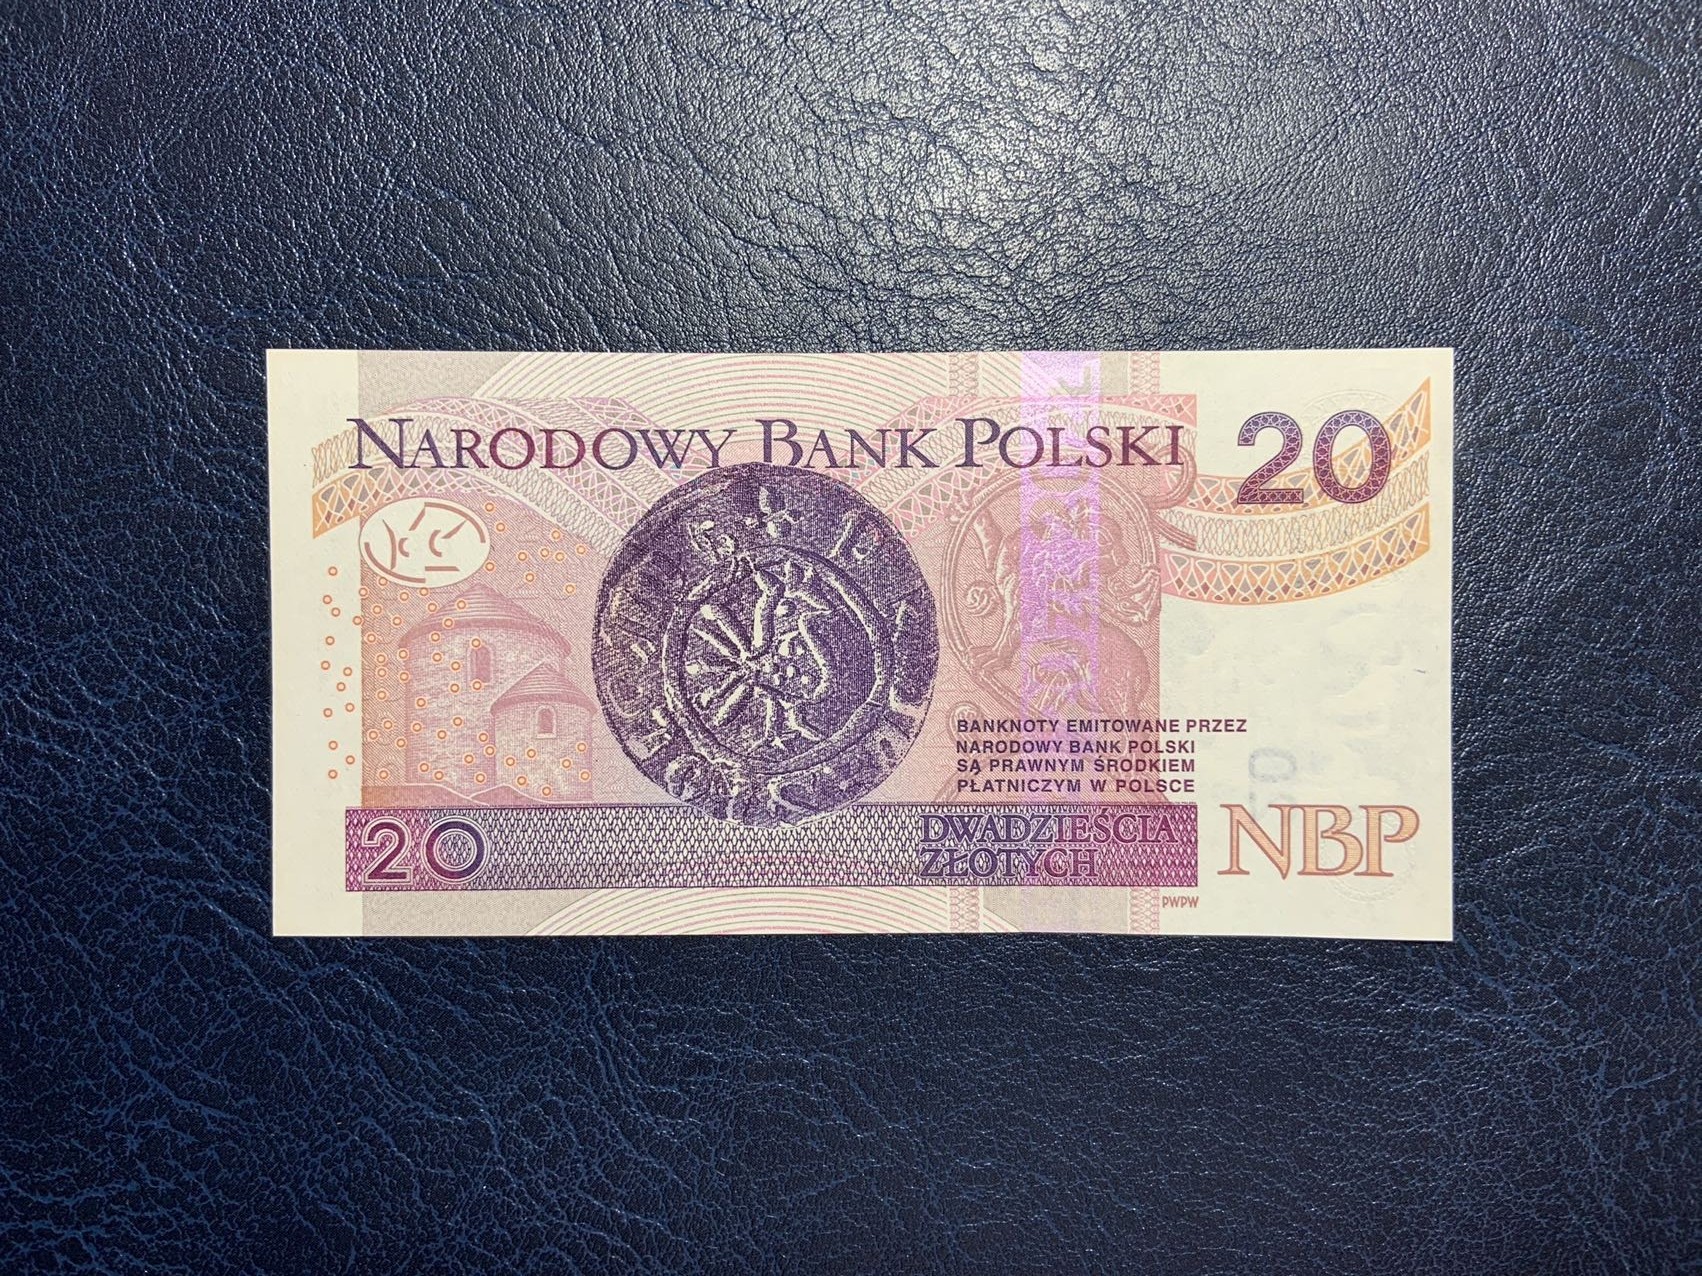 NARODOWY BANK POLSKI 20
BANKNOTY EMITOWANE PRZEZ
NARODOWY BANK POLSKI
SĄ PRAWNYM ŚRODKIEM
PŁATNICZYM W POLSCE
20 DWADZIEŚCIA
ZŁOTYCH
NBP
PWPW